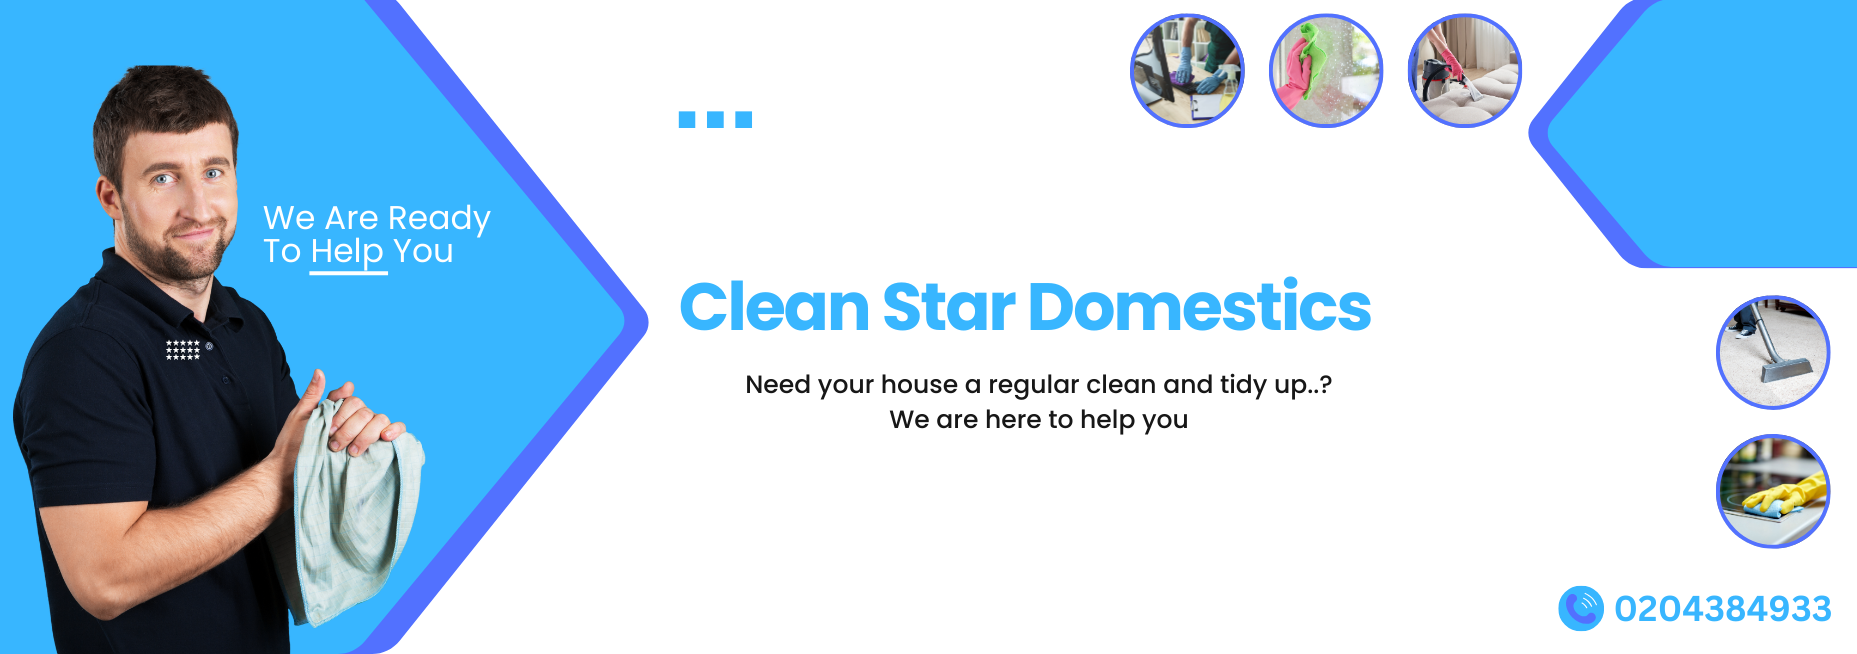 We Are Ready
To Help You
Clean Star Domestics
Need your house a regular clean and tidy up..?
We are here to help you
0204384933